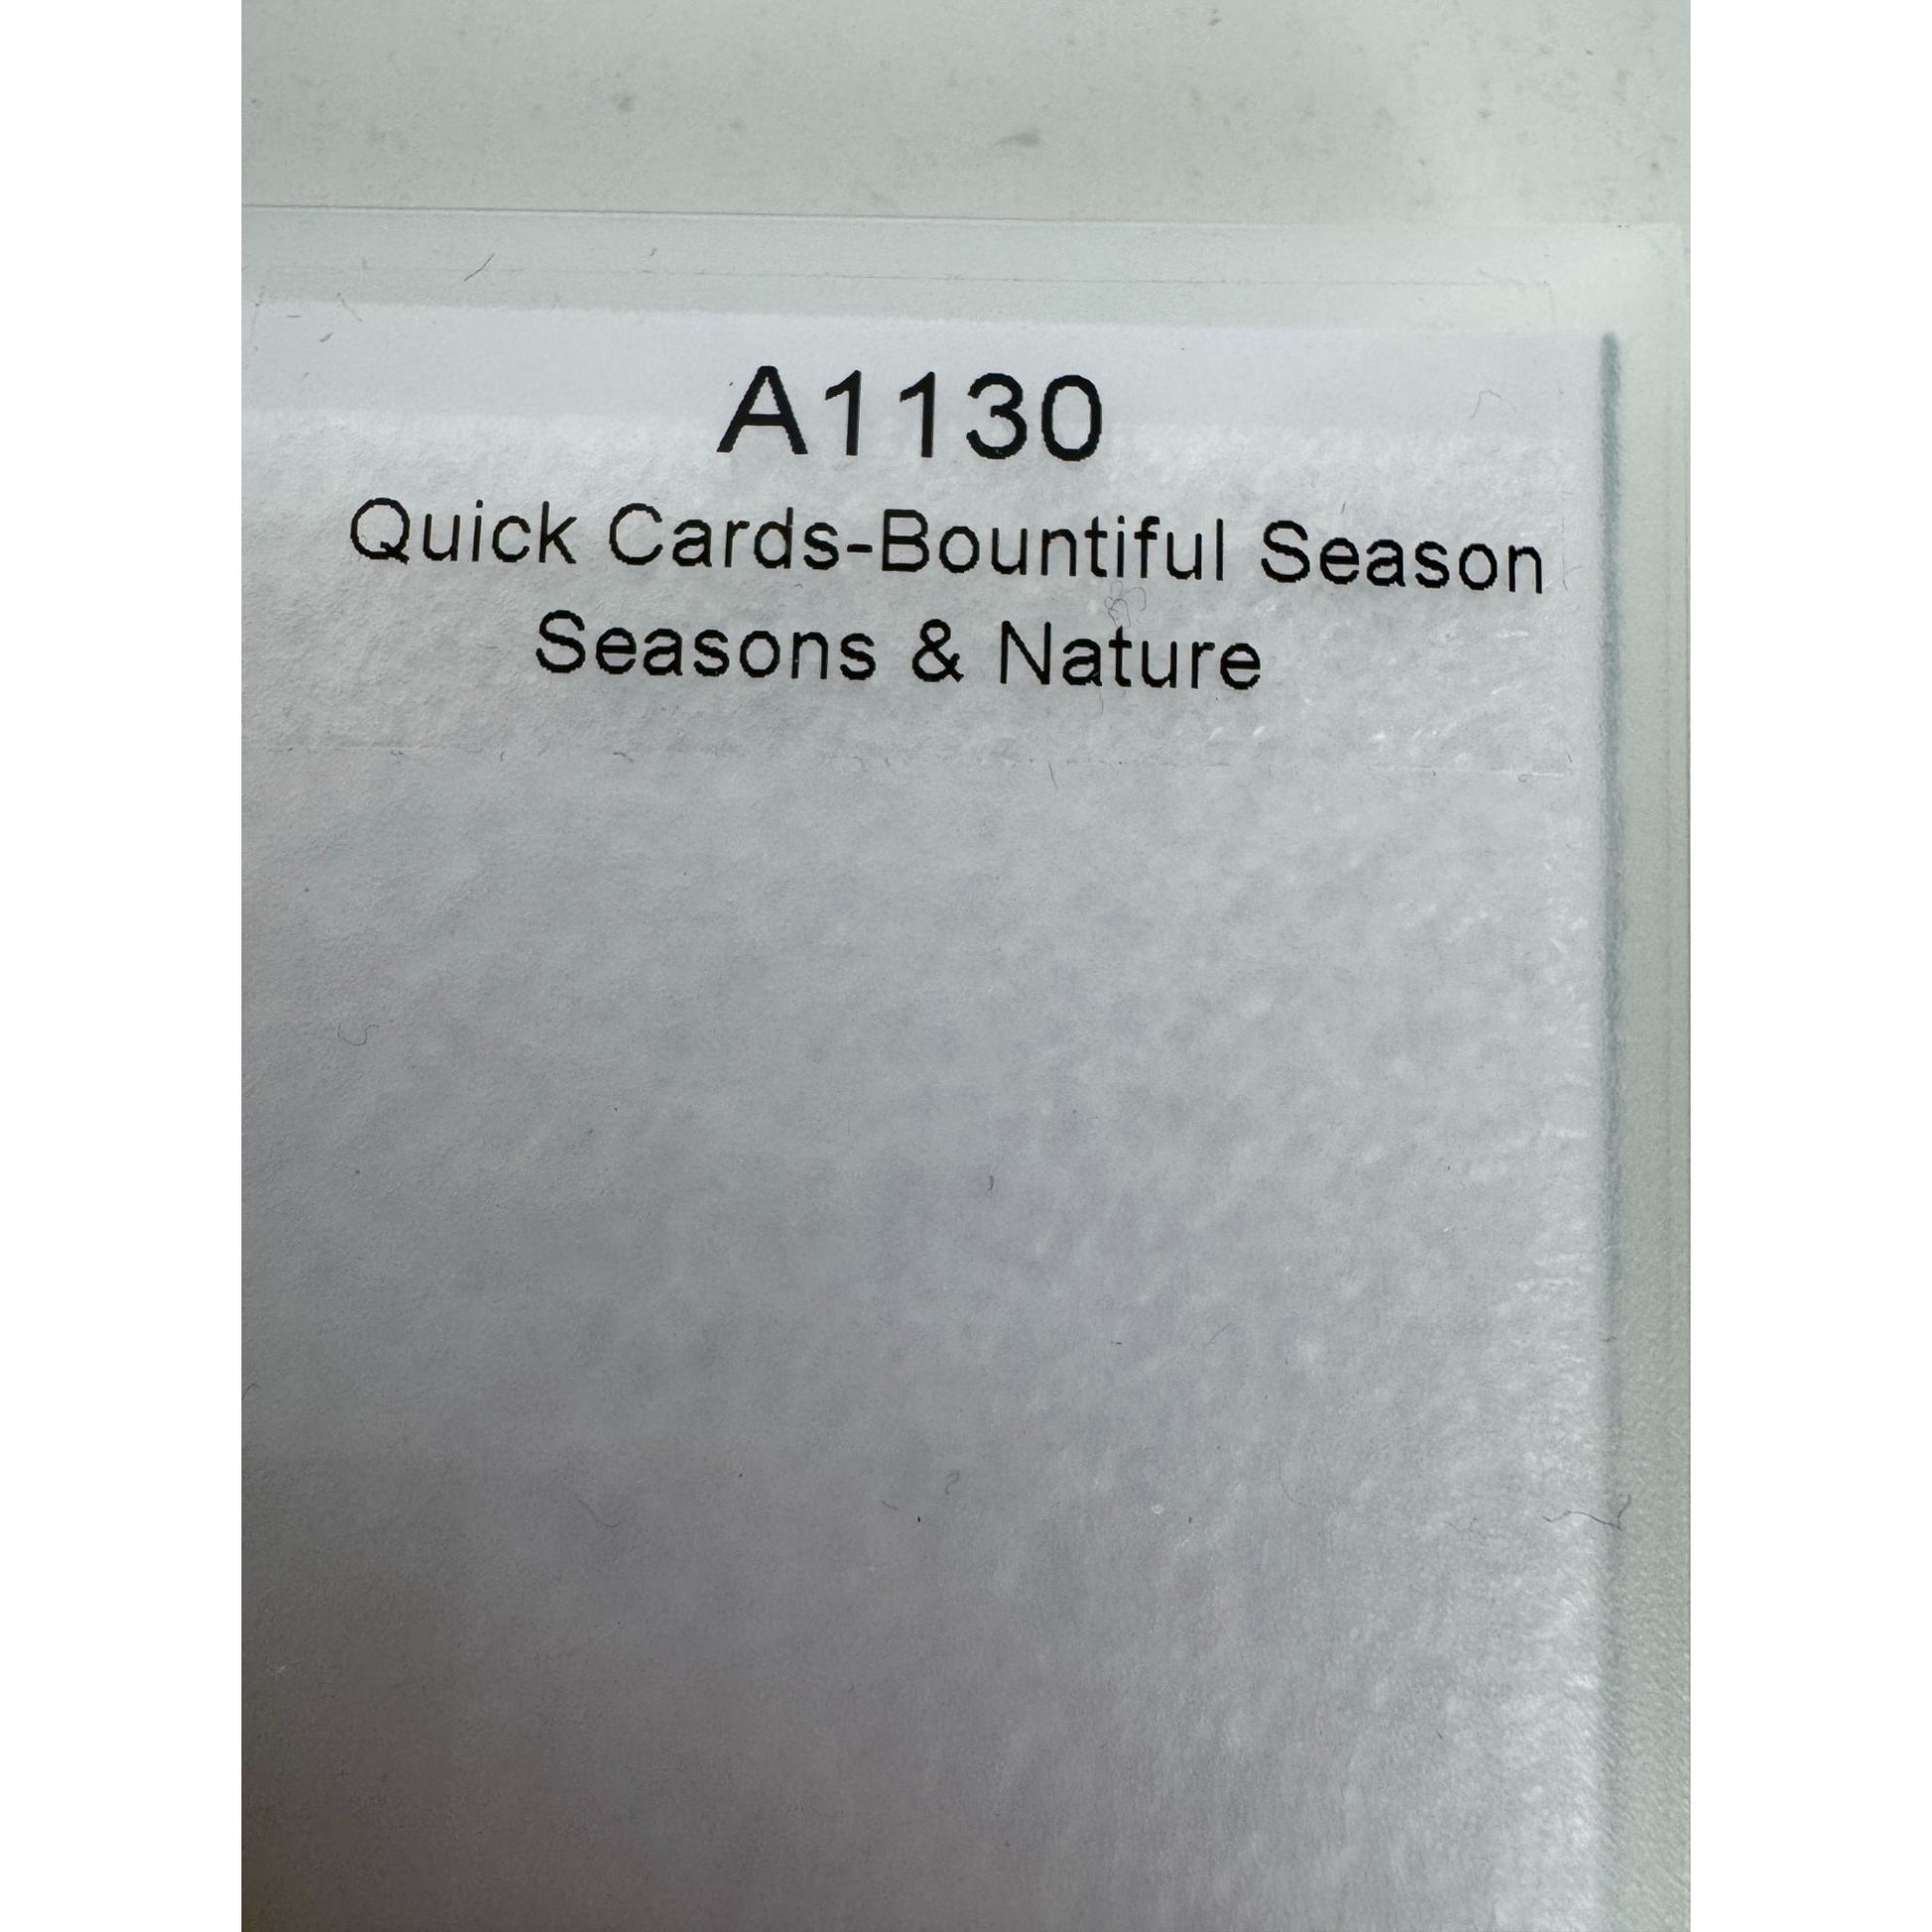 A1130
Quick Cards-Bountiful Season
Seasons & Nature